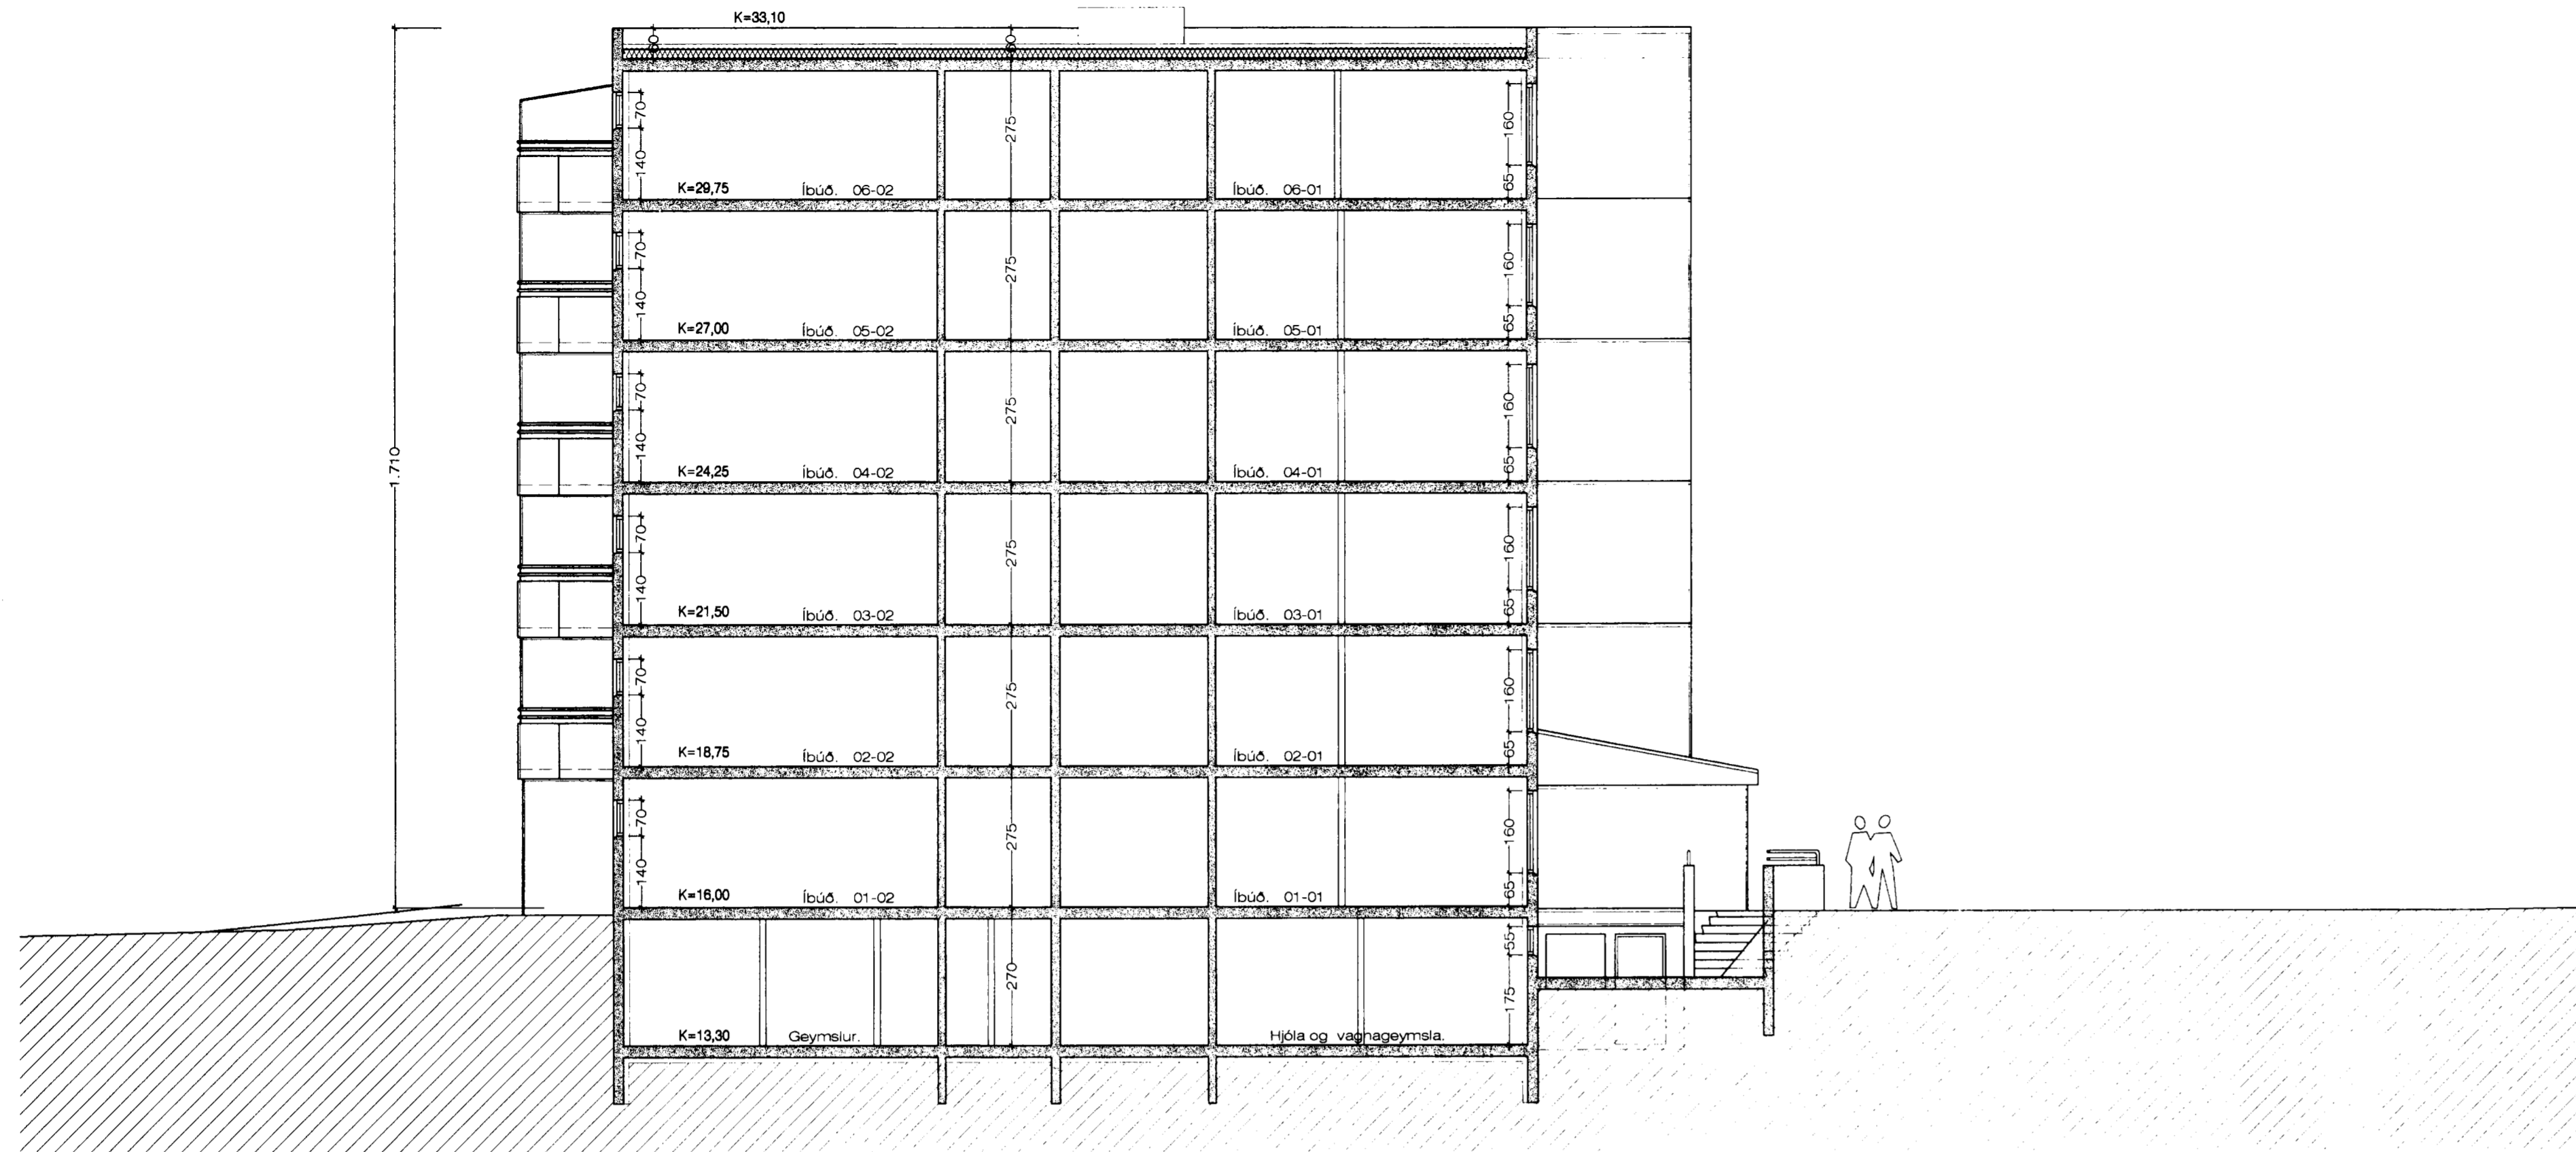 K=33,10
60
60
70
275
160
140
K=29,75 Íbúð. 06-02
Íbúð. 06-01
65
70
275
160
140
K=27,00 Íbúð. 05-02
Íbúð. 05-01
65
70
275
160
140
K=24,25 Íbúð. 04-02
Íbúð. 04-01
65
1.710
70
275
160
140
K=21,50 Íbúð. 03-02
Íbúð. 03-01
65
70
275
160
140
K=18,75 Íbúð. 02-02
Íbúð. 02-01
65
70
275
160
140
K=16,00 Íbúð. 01-02
Íbúð. 01-01
65
55
270
175
K=13,30 Geymslur.
Hjóla og vagnageymsla.